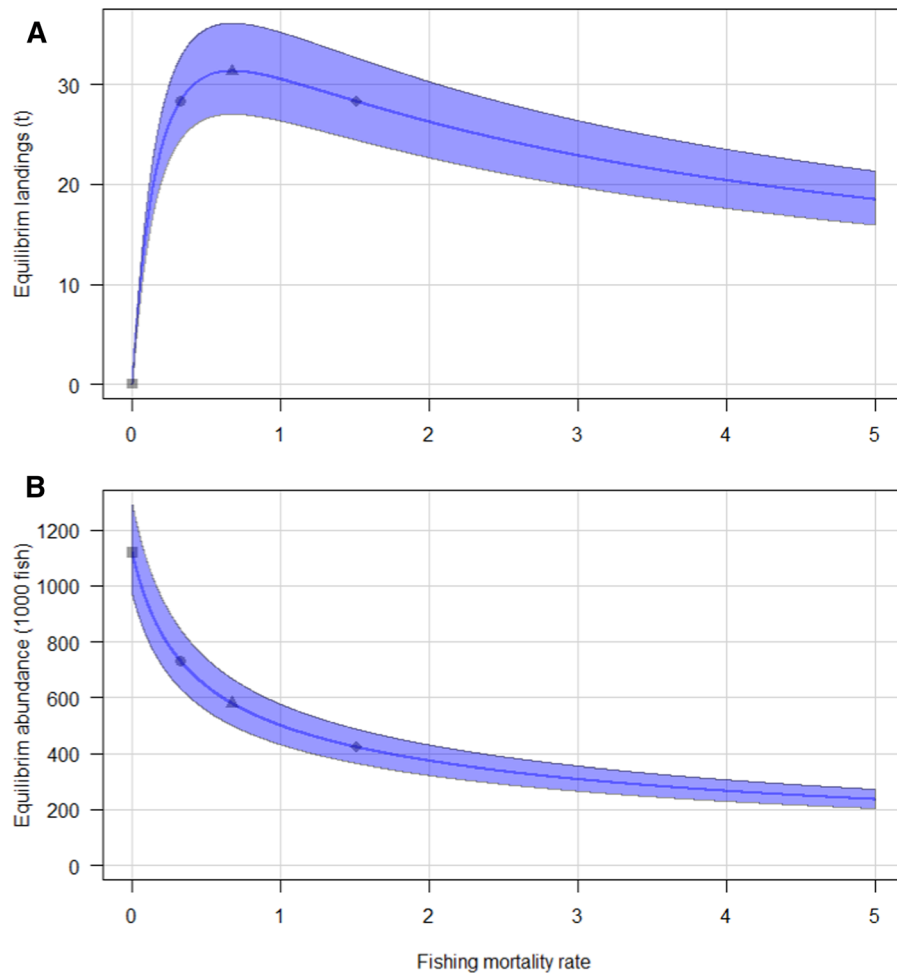 A
Equilibrim landings (t)
30
20
10
0
0 1 2 3 4 5
B
Equilibrim abundance (1000 fish)
1200
1000
800
600
400
200
0
0 1 2 3 4 5
Fishing mortality rate